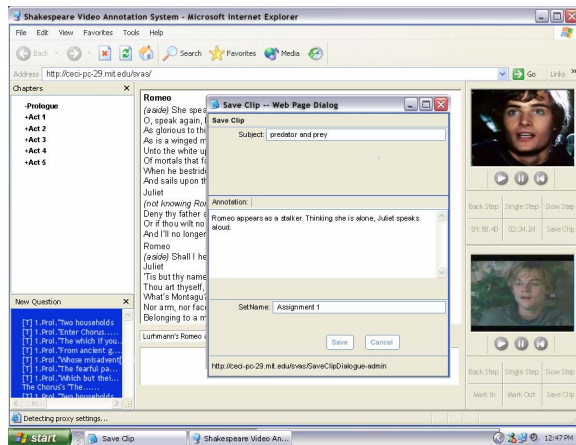 Shakespeare Video Annotation System - Microsoft Internet Explorer
File Edit View Favorites Tools Help
Back Search Favorites Media
Address http://ceci-pc-29.mit.edu/svas/ Go Links »
Chapters ×
-Prologue
+Act 1
+Act 2
+Act 3
+Act 4
+Act 5
New Question ×
[T] 1.Prol."Two households
[T] 1.Prol."Enter Chorus.....
[T] 1.Prol."The which if you..
[T] 1.Prol."From ancient g....
[T] 1.Prol."Whose misadvent[
[T] 1.Prol."The fearful pa...
[T] 1.Prol."Which but thei...
The Chorus's "The......
[T] 1.Prol."Two households
Romeo
(aside) She spea
O, speak again,
As glorious to thi
As is a winged m
Unto the white up
Of mortals that fa
When he bestride
And sails upon th
Juliet
(not knowing Ror
Deny thy father a
Or if thou wilt no
And I'll no longer
Romeo
(aside) Shall I he
Juliet
'Tis but thy name
Thou art thyself,
What's Montagu?
Nor arm, nor face
Belonging to a m
Luhrmann's Romeo
Save Clip -- Web Page Dialog
Save Clip
Subject: predator and prey
Annotation:
Romeo appears as a stalker. Thinking she is alone, Juliet speaks
aloud.
SetName: Assignment 1
Save Cancel
http://ceci-pc-29.mit.edu/svas/SaveClipDialogue-admin
Back Step Single Step Slow Step
01:58.40 02:34.24 Save Clip
Back Step Single Step Slow Step
Mark In Mark Out Save Clip
Detecting proxy settings...
start Save Clip Shakespeare Video An... 12:47 PM